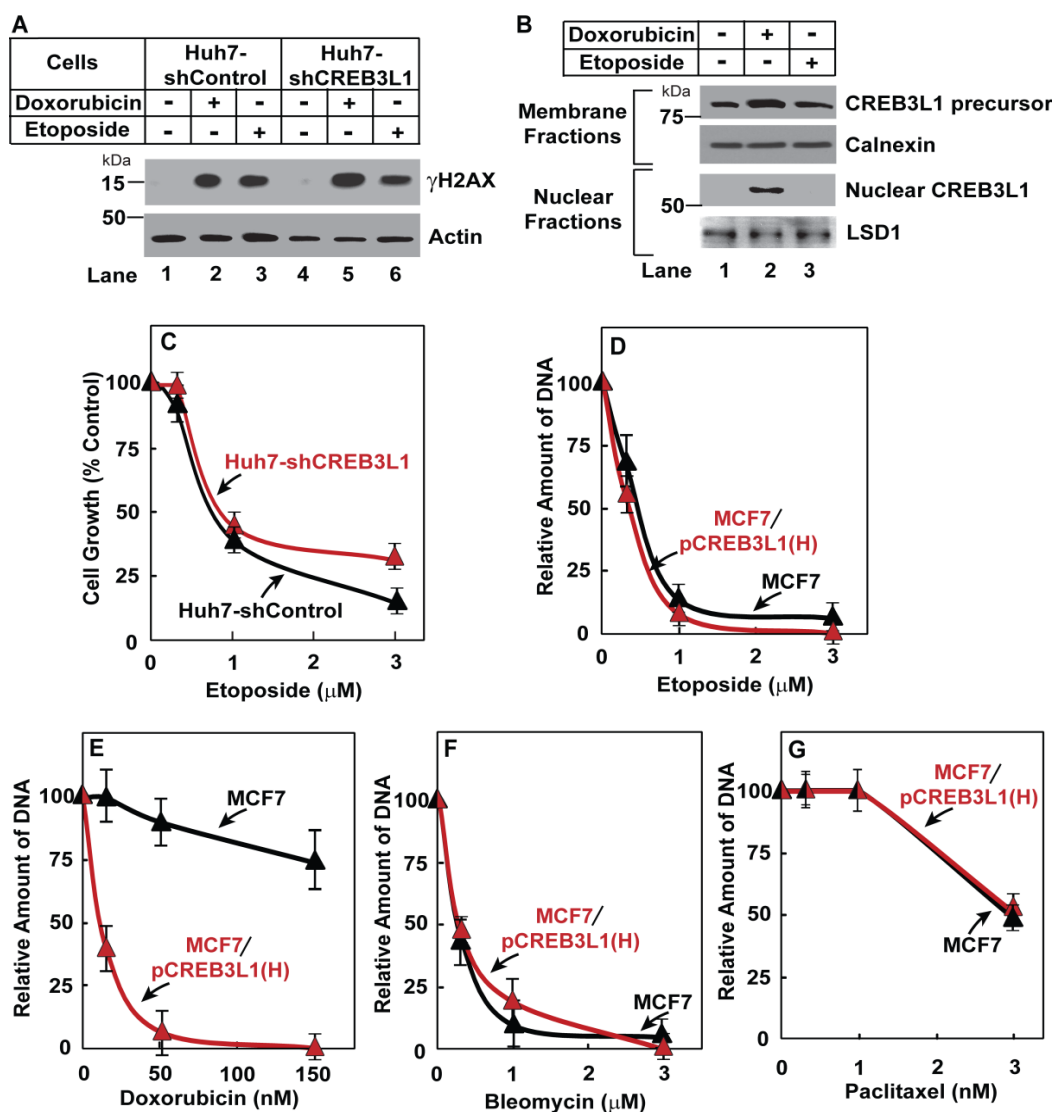 A
Cells
Huh7-
shControl
Huh7-
shCREB3L1
Doxorubicin - + - - + -
Etoposide - - + - - +
kDa
15
γH2AX
50
Actin
Lane 1 2 3 4 5 6
B
Doxorubicin - + -
Etoposide - - +
kDa
75
Membrane
Fractions
CREB3L1 precursor
Calnexin
Nuclear
Fractions
50
Nuclear CREB3L1
LSD1
Lane 1 2 3
C
Cell Growth (% Control)
100
75
50
25
0
Huh7-shCREB3L1
Huh7-shControl
0 1 2 3
Etoposide (μM)
D
Relative Amount of DNA
100
75
50
25
0
MCF7/
pCREB3L1(H)
MCF7
0 1 2 3
Etoposide (μM)
E
Relative Amount of DNA
100
75
50
25
0
MCF7
MCF7/
pCREB3L1(H)
0 50 100 150
Doxorubicin (nM)
F
Relative Amount of DNA
100
75
50
25
0
MCF7/
pCREB3L1(H)
MCF7
0 1 2 3
Bleomycin (μM)
G
Relative Amount of DNA
100
75
50
25
0
MCF7/
pCREB3L1(H)
MCF7
0 1 2 3
Paclitaxel (nM)